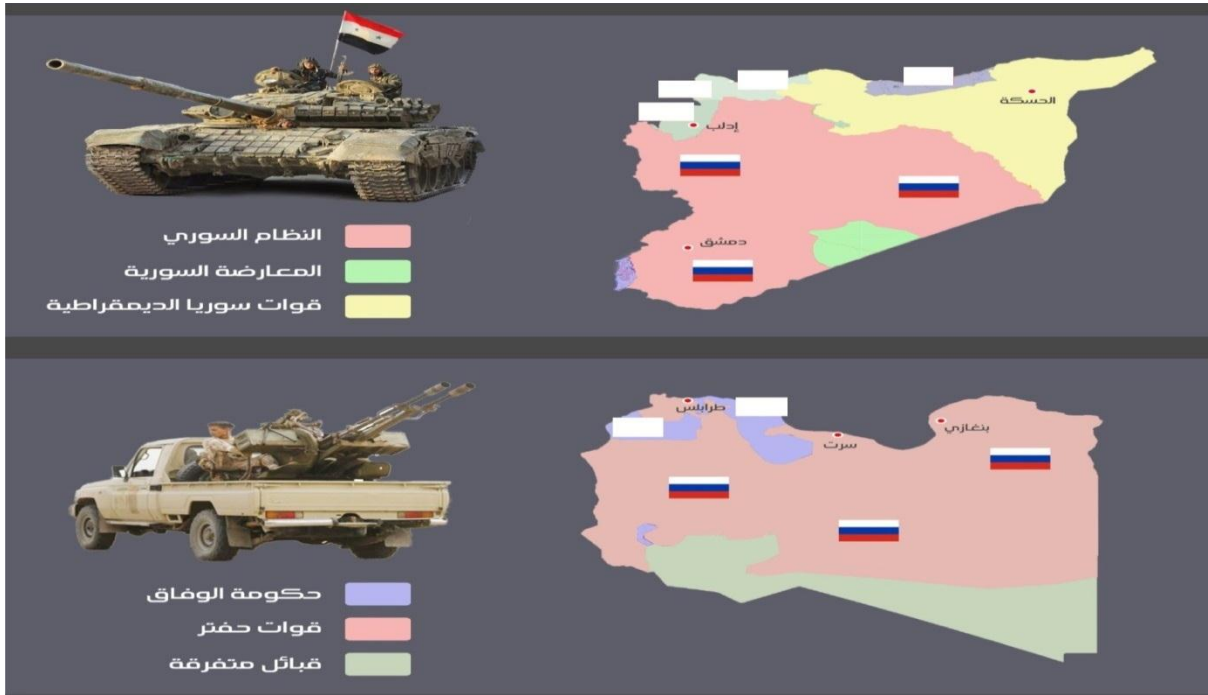 الحسكة
إدلب
دمشق
النظام السوري
المعارضة السورية
قوات سوريا الديمقراطية
طرابلس
سرت
بنغازي
حكومة الوفاق
قوات حفتر
قبائل متفرقة